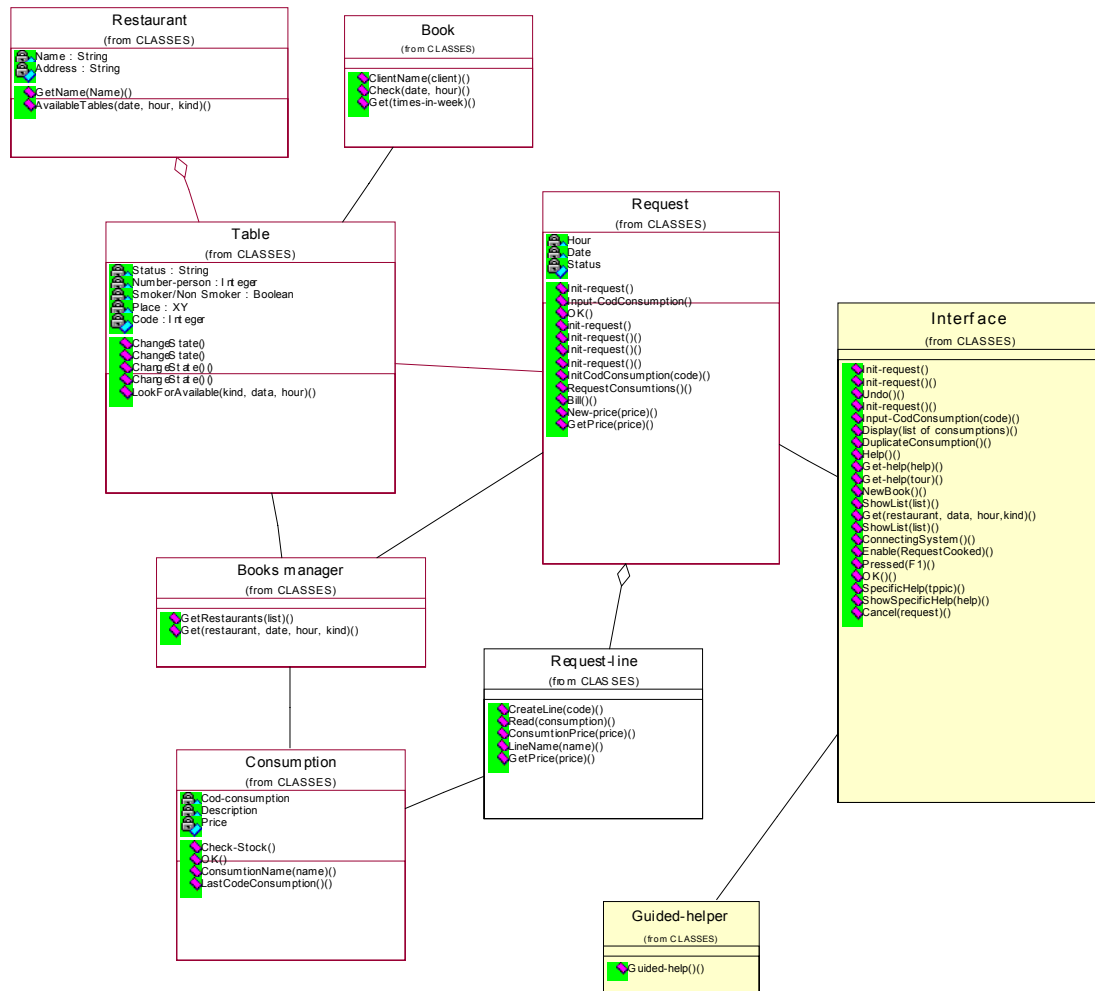 Restaurant
(from CLASSES)
Name : String
Address : String
GetName(Name)()
AvailableTables(date, hour, kind)()
Book
(from CLASSES)
ClientName(client)()
Check(date, hour)()
Get(times-in-week)()
Table
(from CLASSES)
Status : String
Number-person : Integer
Smoker/Non Smoker : Boolean
Place : XY
Code : Integer
ChangeState()
ChangeState()
ChangeState()()
ChangeState()()
LookForAvailable(kind, data, hour)()
Request
(from CLASSES)
Hour
Date
Status
Init-request()
Input-CodConsumption()
OK()
init-request()
Init-request()()
Init-request()()
Init-request()()
InitCodConsumption(code)()
RequestConsumtions()()
Bill()()
New-price(price)()
GetPrice(price)()
Interface
(from CLASSES)
Init-request()
Init-request()()
Undo()()
Init-request()()
Input-CodConsumption(code)()
Display(list of consumptions)()
DuplicateConsumption()()
Help()()
Get-help(help)()
Get-help(tour)()
NewBook()()
ShowList(list)()
Get(restaurant, data, hour,kind)()
ShowList(list)()
ConnectingSystem()()
Enable(RequestCooked)()
Pressed(F1)()
OK()()
SpecificHelp(tppic)()
ShowSpecificHelp(help)()
Cancel(request)()
Books manager
(from CLASSES)
GetRestaurants(list)()
Get(restaurant, date, hour, kind)()
Request-line
(from CLASSES)
CreateLine(code)()
Read(consumption)()
ConsumtionPrice(price)()
LineName(name)()
GetPrice(price)()
Consumption
(from CLASSES)
Cod-consumption
Description
Price
Check-Stock()
OK()
ConsumtionName(name)()
LastCodeConsumption()()
Guided-helper
(from CLASSES)
Guided-help()()